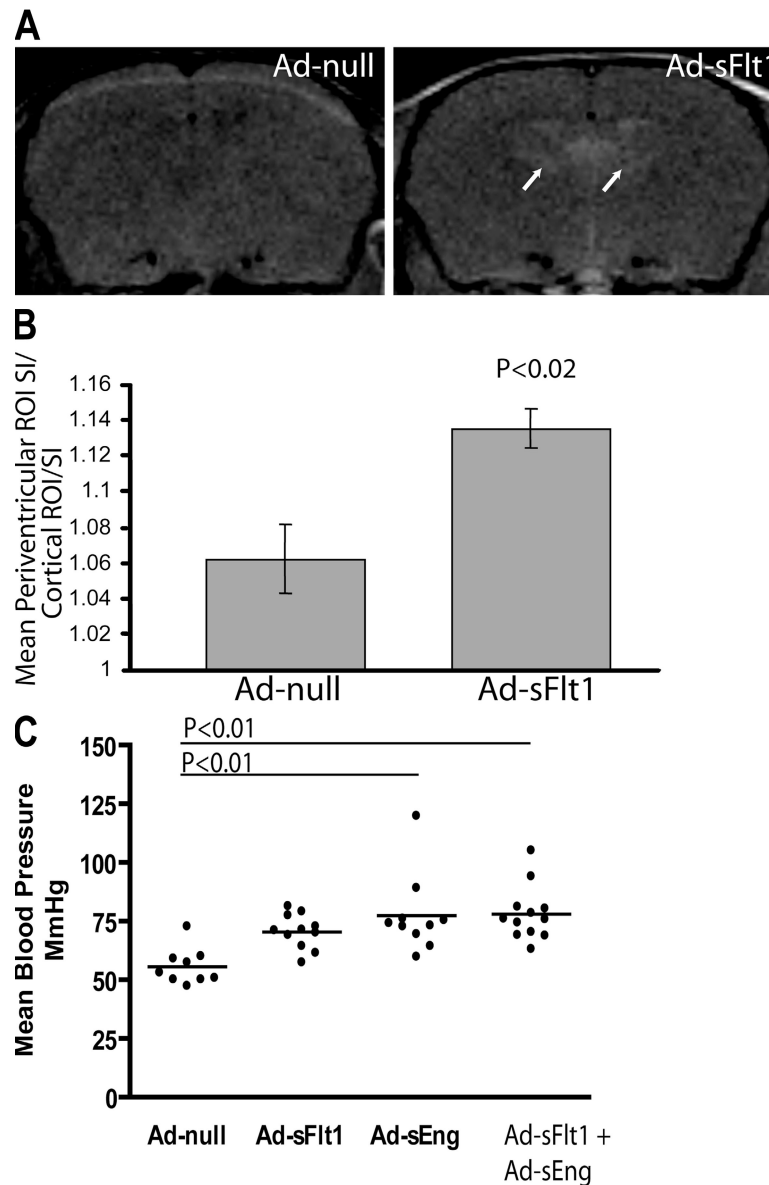 A
Ad-null
Ad-sFlt1
B
Mean Periventricular ROI SI/
Cortical ROI/SI
1.16
1.14
1.12
1.1
1.08
1.06
1.04
1.02
1
P<0.02
Ad-null
Ad-sFlt1
C
Mean Blood Pressure
MmHg
150
125
100
75
50
25
0
P<0.01
P<0.01
Ad-null
Ad-sFlt1
Ad-sEng
Ad-sFlt1 +
Ad-sEng